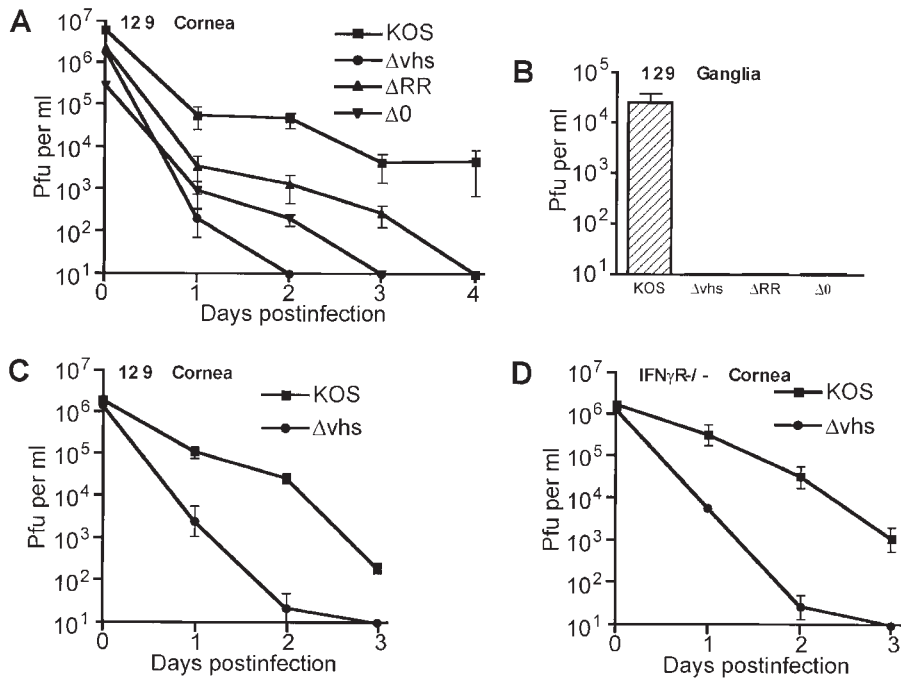 A
129 Cornea
KOS
Δvhs
ΔRR
Δ0
Pfu per ml
10^7
10^6
10^5
10^4
10^3
10^2
10^1
0 1 2 3 4
Days postinfection
B
129 Ganglia
Pfu per ml
10^5
10^4
10^3
10^2
10^1
KOS Δvhs ΔRR Δ0
C
129 Cornea
KOS
Δvhs
Pfu per ml
10^7
10^6
10^5
10^4
10^3
10^2
10^1
0 1 2 3
Days postinfection
D
IFNγR-/- Cornea
KOS
Δvhs
Pfu per ml
10^7
10^6
10^5
10^4
10^3
10^2
10^1
0 1 2 3
Days postinfection